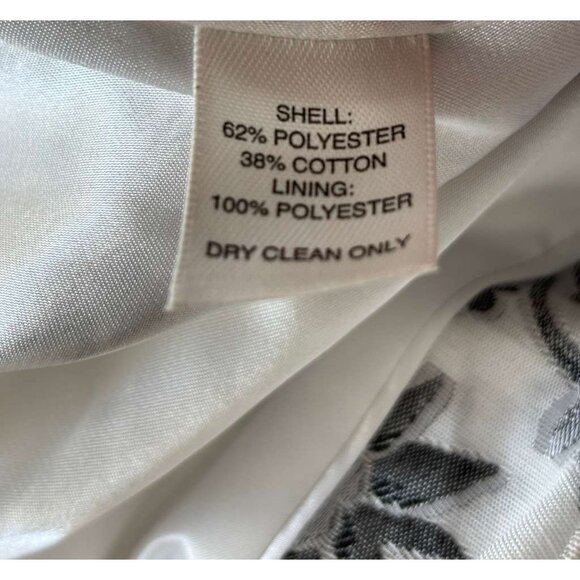 SHELL:
62% POLYESTER
38% COTTON
LINING:
100% POLYESTER
DRY CLEAN ONLY